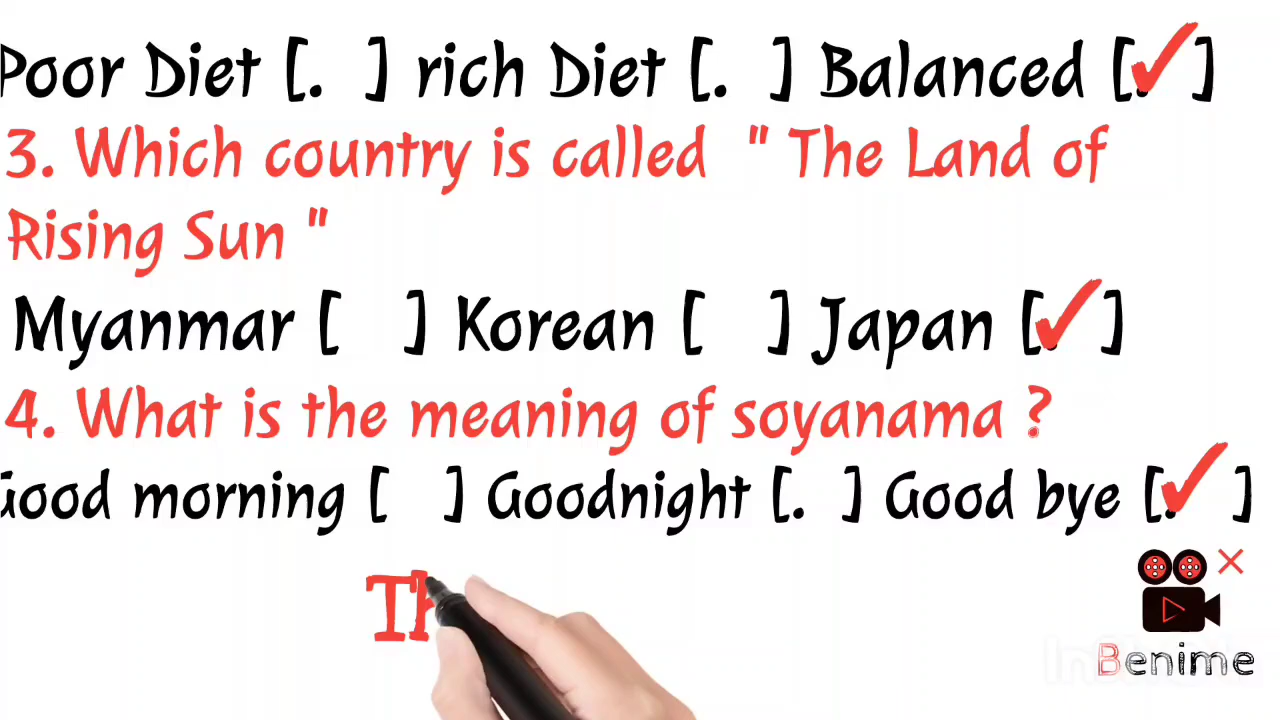 Poor Diet [. ] rich Diet [. ] Balanced [. ]
3. Which country is called " The Land of
Rising Sun "
Myanmar [ ] Korean [ ] Japan [. ]
4. What is the meaning of soyanama ?
Good morning [ ] Goodnight [. ] Good bye [. ]
Th
Benime